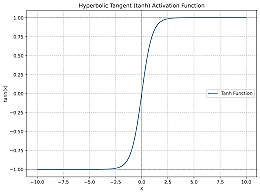 Hyperbolic Tangent (tanh) Activation Function
1.00
0.75
0.50
0.25
0.00
−0.25
−0.50
−0.75
−1.00
tanh(x)
Tanh Function
−10.0 −7.5 −5.0 −2.5 0.0 2.5 5.0 7.5 10.0
x